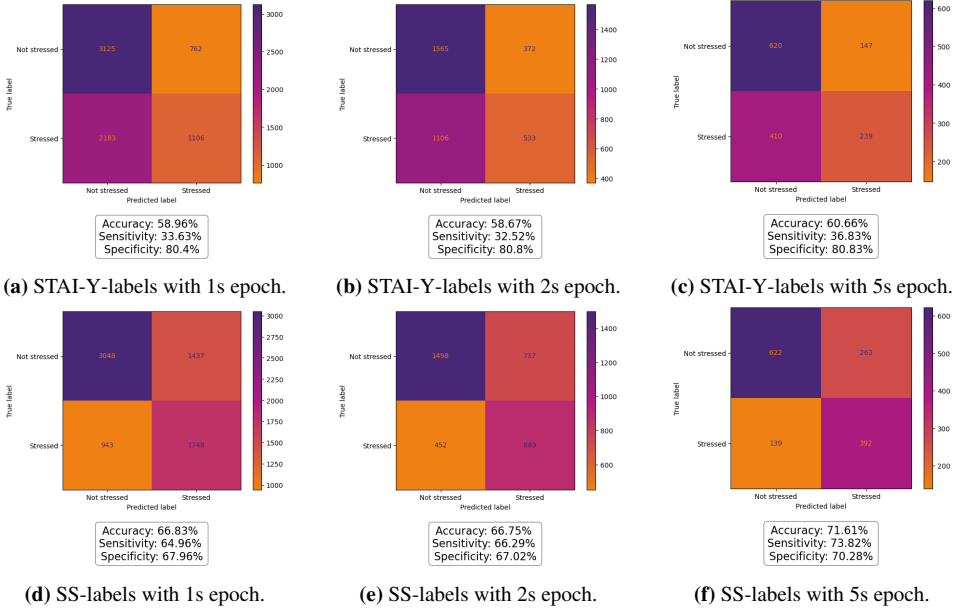 Not stressed
Stressed
True label
3125
762
2183
1106
Not stressed
Stressed
Predicted label
3000
2500
2000
1500
1000
Accuracy: 58.96%
Sensitivity: 33.63%
Specificity: 80.4%
(a) STAI-Y-labels with 1s epoch.
Not stressed
Stressed
True label
1565
372
1106
533
Not stressed
Stressed
Predicted label
1400
1200
1000
800
600
400
Accuracy: 58.67%
Sensitivity: 32.52%
Specificity: 80.8%
(b) STAI-Y-labels with 2s epoch.
Not stressed
Stressed
True label
620
147
410
239
Not stressed
Stressed
Predicted label
600
500
400
300
200
Accuracy: 60.66%
Sensitivity: 36.83%
Specificity: 80.83%
(c) STAI-Y-labels with 5s epoch.
Not stressed
Stressed
True label
3048
1437
943
1748
Not stressed
Stressed
Predicted label
3000
2750
2500
2250
2000
1750
1500
1250
1000
Accuracy: 66.83%
Sensitivity: 64.96%
Specificity: 67.96%
(d) SS-labels with 1s epoch.
Not stressed
Stressed
True label
1498
737
452
889
Not stressed
Stressed
Predicted label
1400
1200
1000
800
600
Accuracy: 66.75%
Sensitivity: 66.29%
Specificity: 67.02%
(e) SS-labels with 2s epoch.
Not stressed
Stressed
True label
622
263
139
392
Not stressed
Stressed
Predicted label
600
500
400
300
200
Accuracy: 71.61%
Sensitivity: 73.82%
Specificity: 70.28%
(f) SS-labels with 5s epoch.